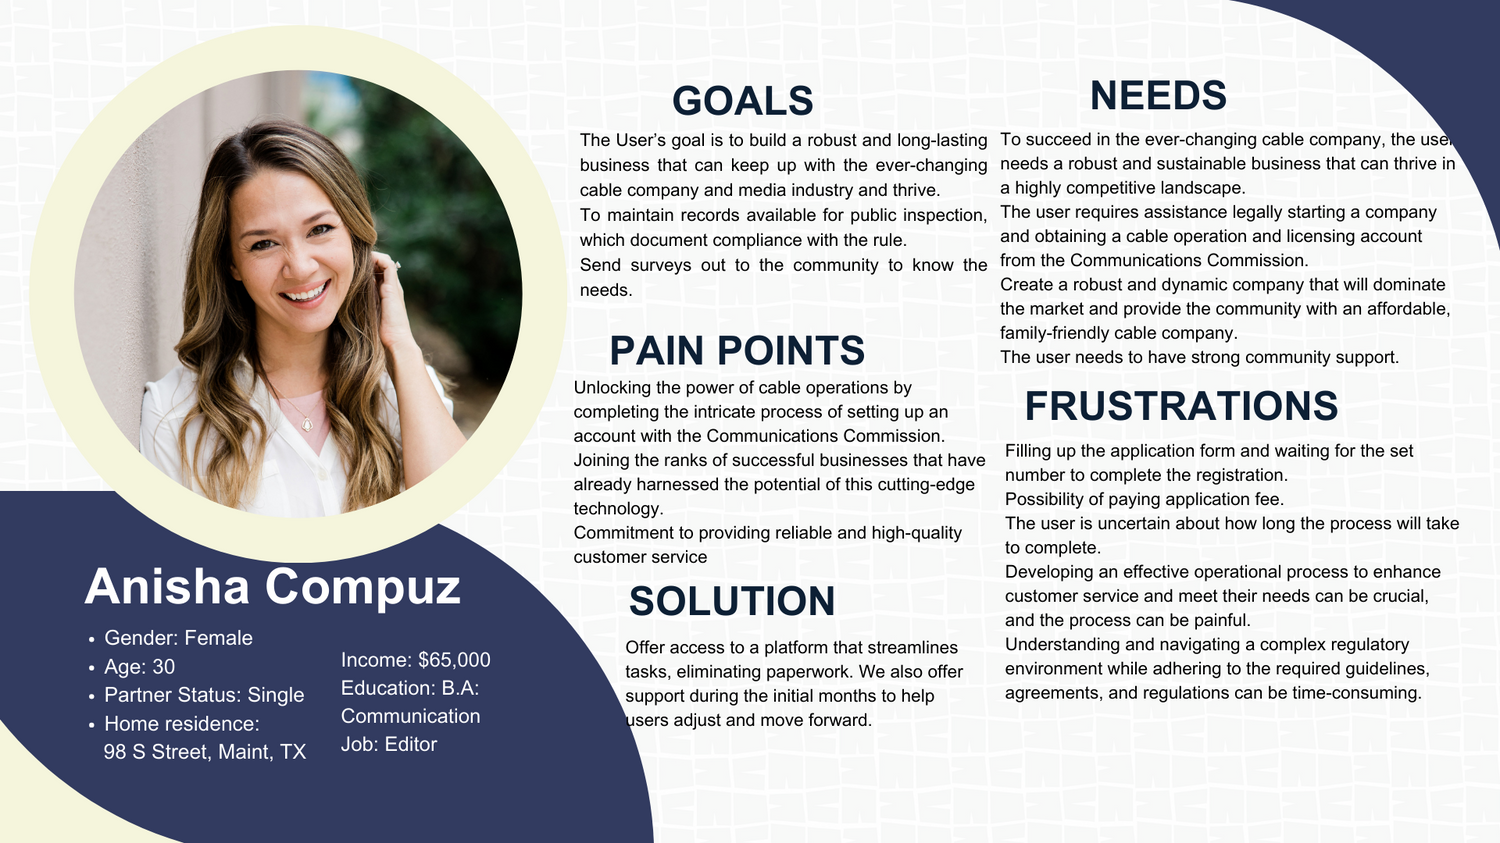 Anisha Compuz
• Gender: Female
• Age: 30
• Partner Status: Single
• Home residence:
98 S Street, Maint, TX
Income: $65,000
Education: B.A:
Communication
Job: Editor
GOALS
The User’s goal is to build a robust and long-lasting
business that can keep up with the ever-changing
cable company and media industry and thrive.
To maintain records available for public inspection,
which document compliance with the rule.
Send surveys out to the community to know the
needs.
PAIN POINTS
Unlocking the power of cable operations by
completing the intricate process of setting up an
account with the Communications Commission.
Joining the ranks of successful businesses that have
already harnessed the potential of this cutting-edge
technology.
Commitment to providing reliable and high-quality
customer service
SOLUTION
Offer access to a platform that streamlines
tasks, eliminating paperwork. We also offer
support during the initial months to help
users adjust and move forward.
NEEDS
To succeed in the ever-changing cable company, the user
needs a robust and sustainable business that can thrive in
a highly competitive landscape.
The user requires assistance legally starting a company
and obtaining a cable operation and licensing account
from the Communications Commission.
Create a robust and dynamic company that will dominate
the market and provide the community with an affordable,
family-friendly cable company.
The user needs to have strong community support.
FRUSTRATIONS
Filling up the application form and waiting for the set
number to complete the registration.
Possibility of paying application fee.
The user is uncertain about how long the process will take
to complete.
Developing an effective operational process to enhance
customer service and meet their needs can be crucial,
and the process can be painful.
Understanding and navigating a complex regulatory
environment while adhering to the required guidelines,
agreements, and regulations can be time-consuming.